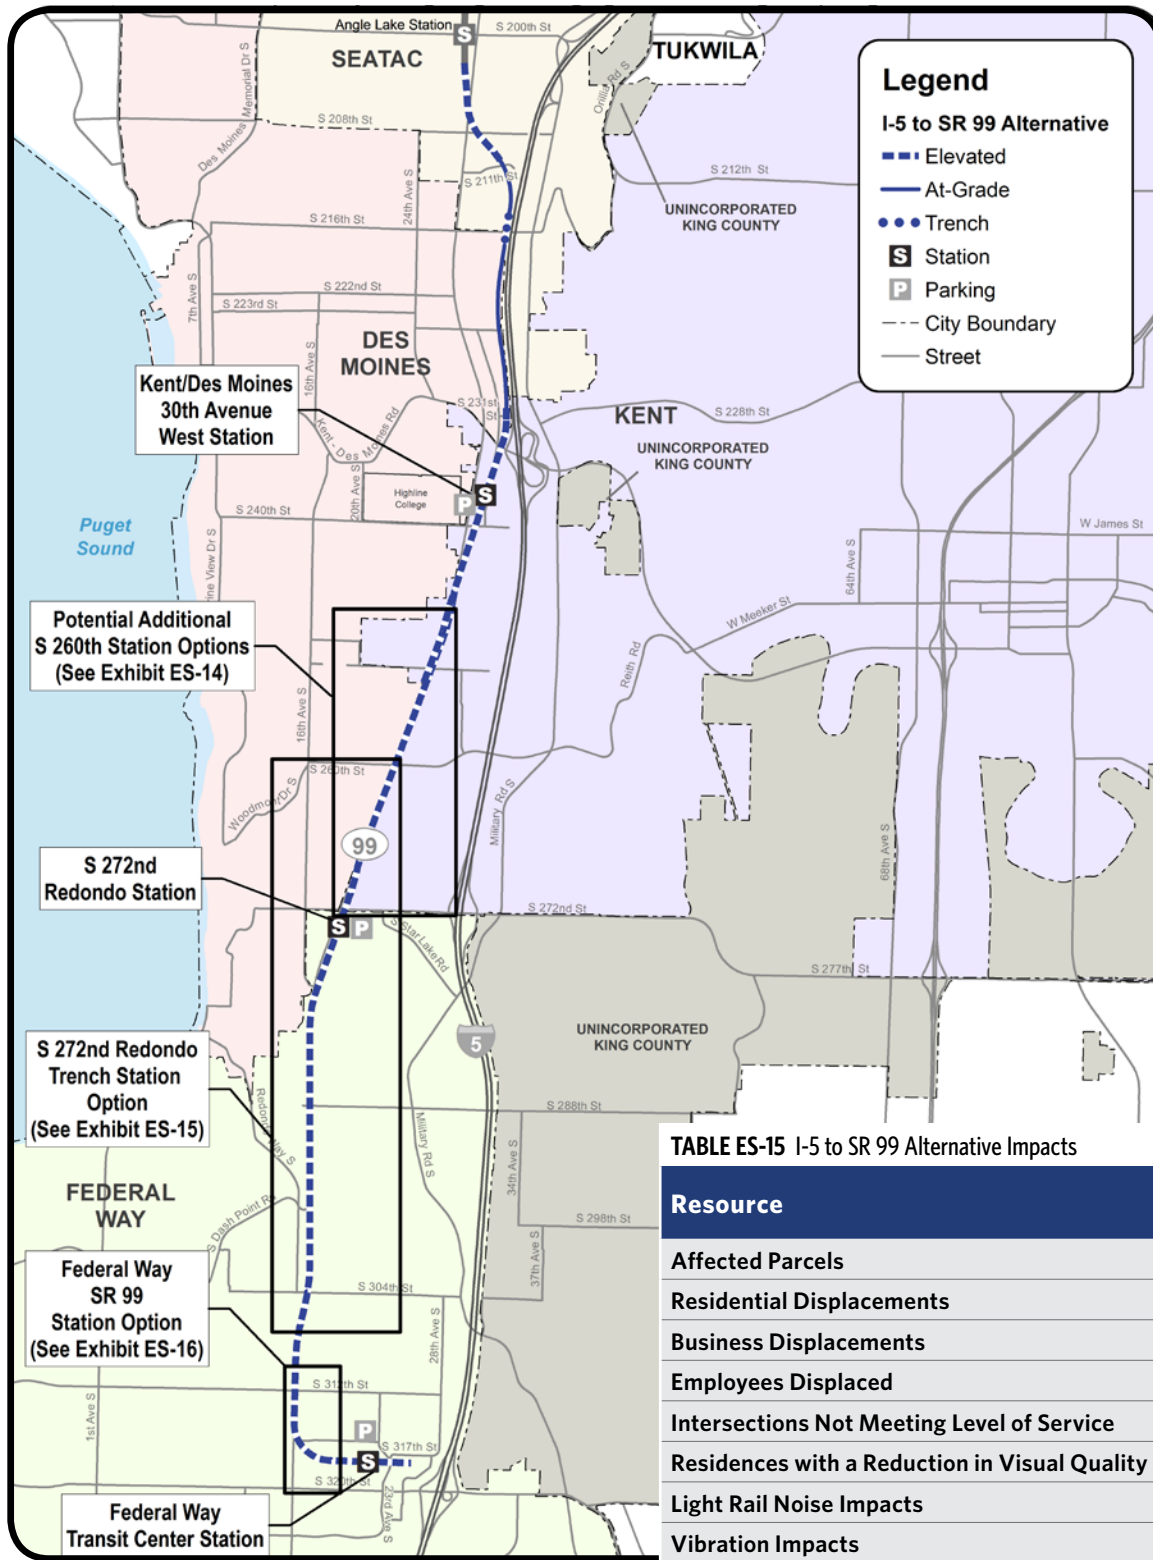 Angle Lake Station
S
S 200th St
SEATAC
TUKWILA
Orillia Rd S
Des Moines Memorial Dr S
S 208th St
24th Ave S
S 211th St
S 212th St
UNINCORPORATED
KING COUNTY
S 216th St
7th Ave S
S 222nd St
S 223rd St
16th Ave S
DES
MOINES
Legend
I-5 to SR 99 Alternative
Elevated
At-Grade
Trench
S Station
P Parking
City Boundary
Street
Kent/Des Moines
30th Avenue
West Station
S 231st
St
Kent - Des Moines Rd
KENT
S 228th St
UNINCORPORATED
KING COUNTY
20th Ave S
Highline
College
P
S
S 240th St
Puget
Sound
W James St
64th Ave S
W Meeker St
Reith Rd
Potential Additional
S 260th Station Options
(See Exhibit ES-14)
16th Ave S
S 260th St
Woodmont Dr S
Military Rd S
99
68th Ave S
S 272nd
Redondo Station
S 272nd St
S
P
S Star Lake Rd
S 277th St
S 272nd Redondo
Trench Station
Option
(See Exhibit ES-15)
5
UNINCORPORATED
KING COUNTY
S 288th St
Redondo Way S
Military Rd S
34th Ave S
FEDERAL
WAY
S Dash Point Rd
S 298th St
37th Ave S
Federal Way
SR 99
Station Option
(See Exhibit ES-16)
S 304th St
28th Ave S
S 312th St
1st Ave S
P
S 317th St
S
S 320th St
23rd Ave S
Federal Way
Transit Center Station
TABLE ES-15 I-5 to SR 99 Alternative Impacts
Resource
Affected Parcels
Residential Displacements
Business Displacements
Employees Displaced
Intersections Not Meeting Level of Service
Residences with a Reduction in Visual Quality
Light Rail Noise Impacts
Vibration Impacts